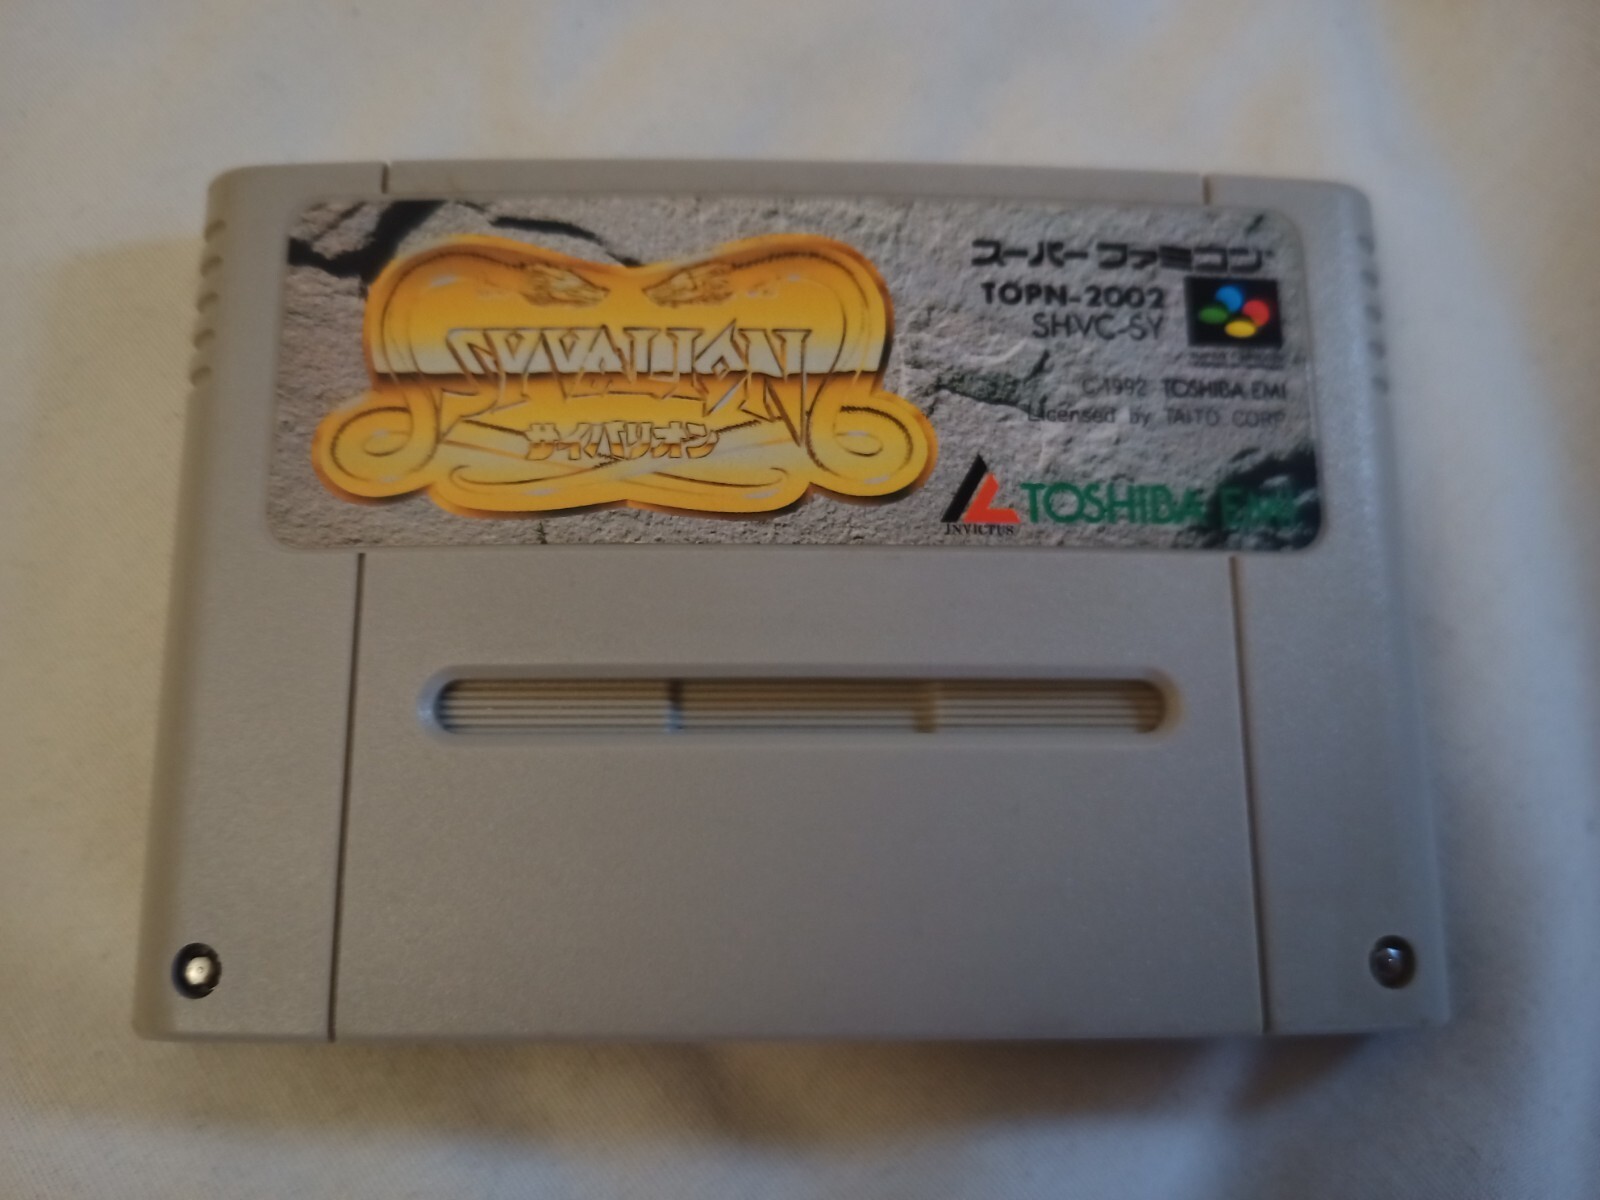 SYVALION
サイバリオン
スーパーファミコン
TOPN-2002
SHVC-SY
C 1992 TOSHIBA EMI
Licensed by TAITO CORP
INVICTUS
TOSHIBA EMI